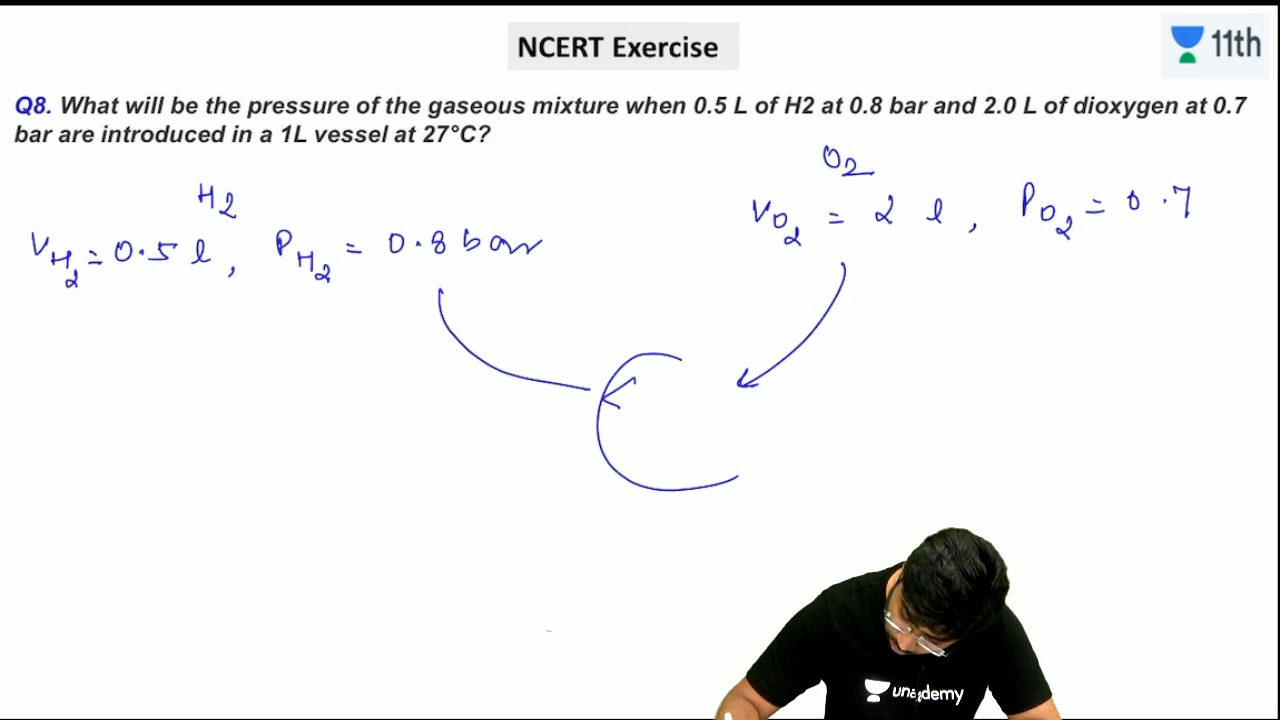 NCERT Exercise
11th
Q8. What will be the pressure of the gaseous mixture when 0.5 L of H2 at 0.8 bar and 2.0 L of dioxygen at 0.7
bar are introduced in a 1L vessel at 27°C?
O2
H2
VO2 = 2 l, PO2 = 0.7
VH2 = 0.5 l, PH2 = 0.8 bar
unacademy